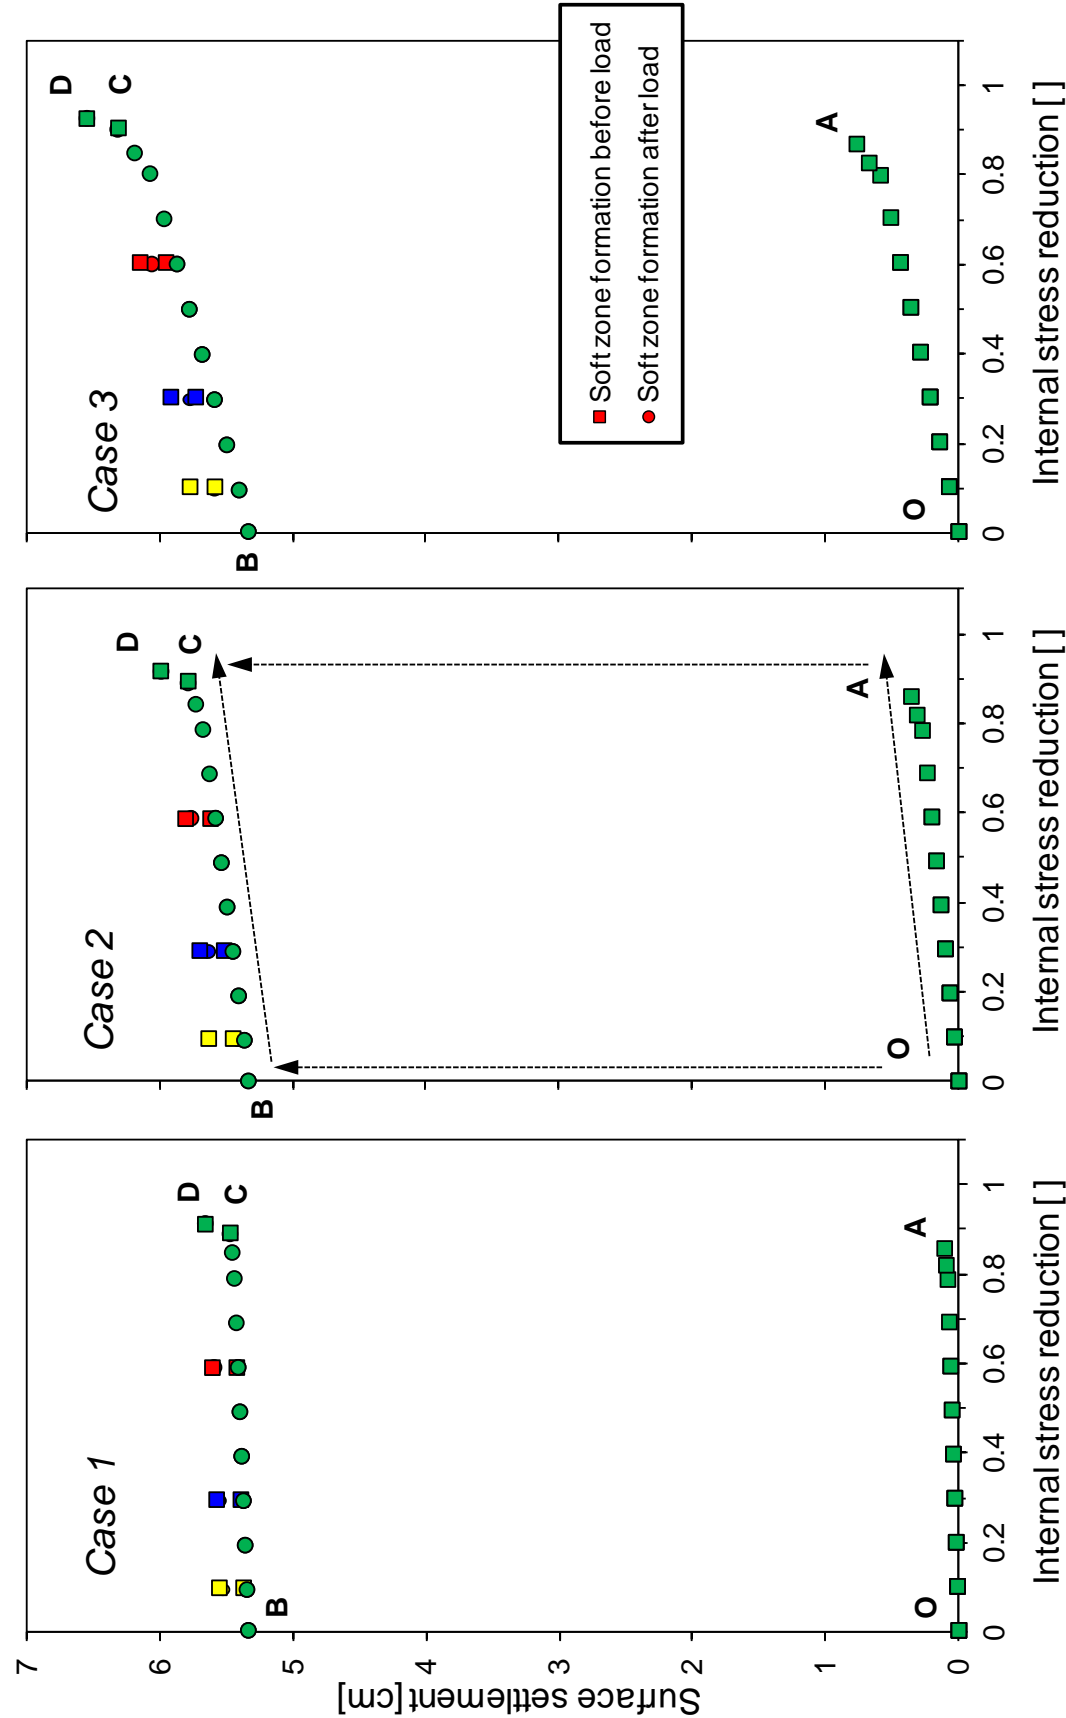 Case 1
Case 2
Case 3
D
C
B
A
O
D
C
B
A
O
D
C
B
A
O
Soft zone formation before load
Soft zone formation after load
Surface settlement [cm]
7
6
5
4
3
2
1
0
0 0.2 0.4 0.6 0.8 1
0 0.2 0.4 0.6 0.8 1
0 0.2 0.4 0.6 0.8 1
Internal stress reduction [ ]
Internal stress reduction [ ]
Internal stress reduction [ ]